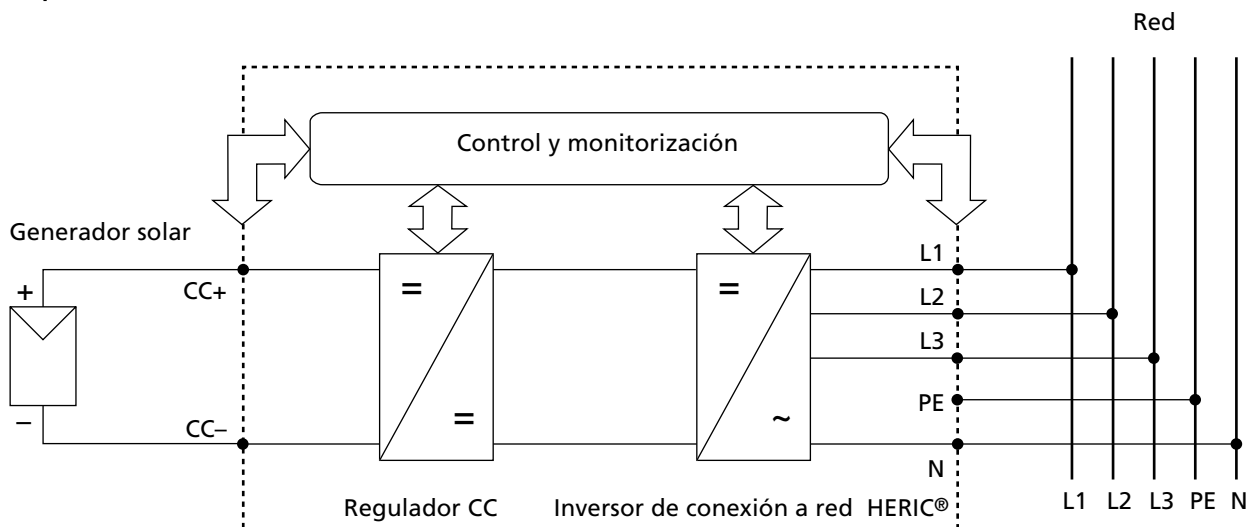 Red
Control y monitorización
Generador solar
+
CC+
–
CC–
=
=
=
~
L1
L2
L3
PE
N
Regulador CC
Inversor de conexión a red HERIC®
L1 L2 L3 PE N